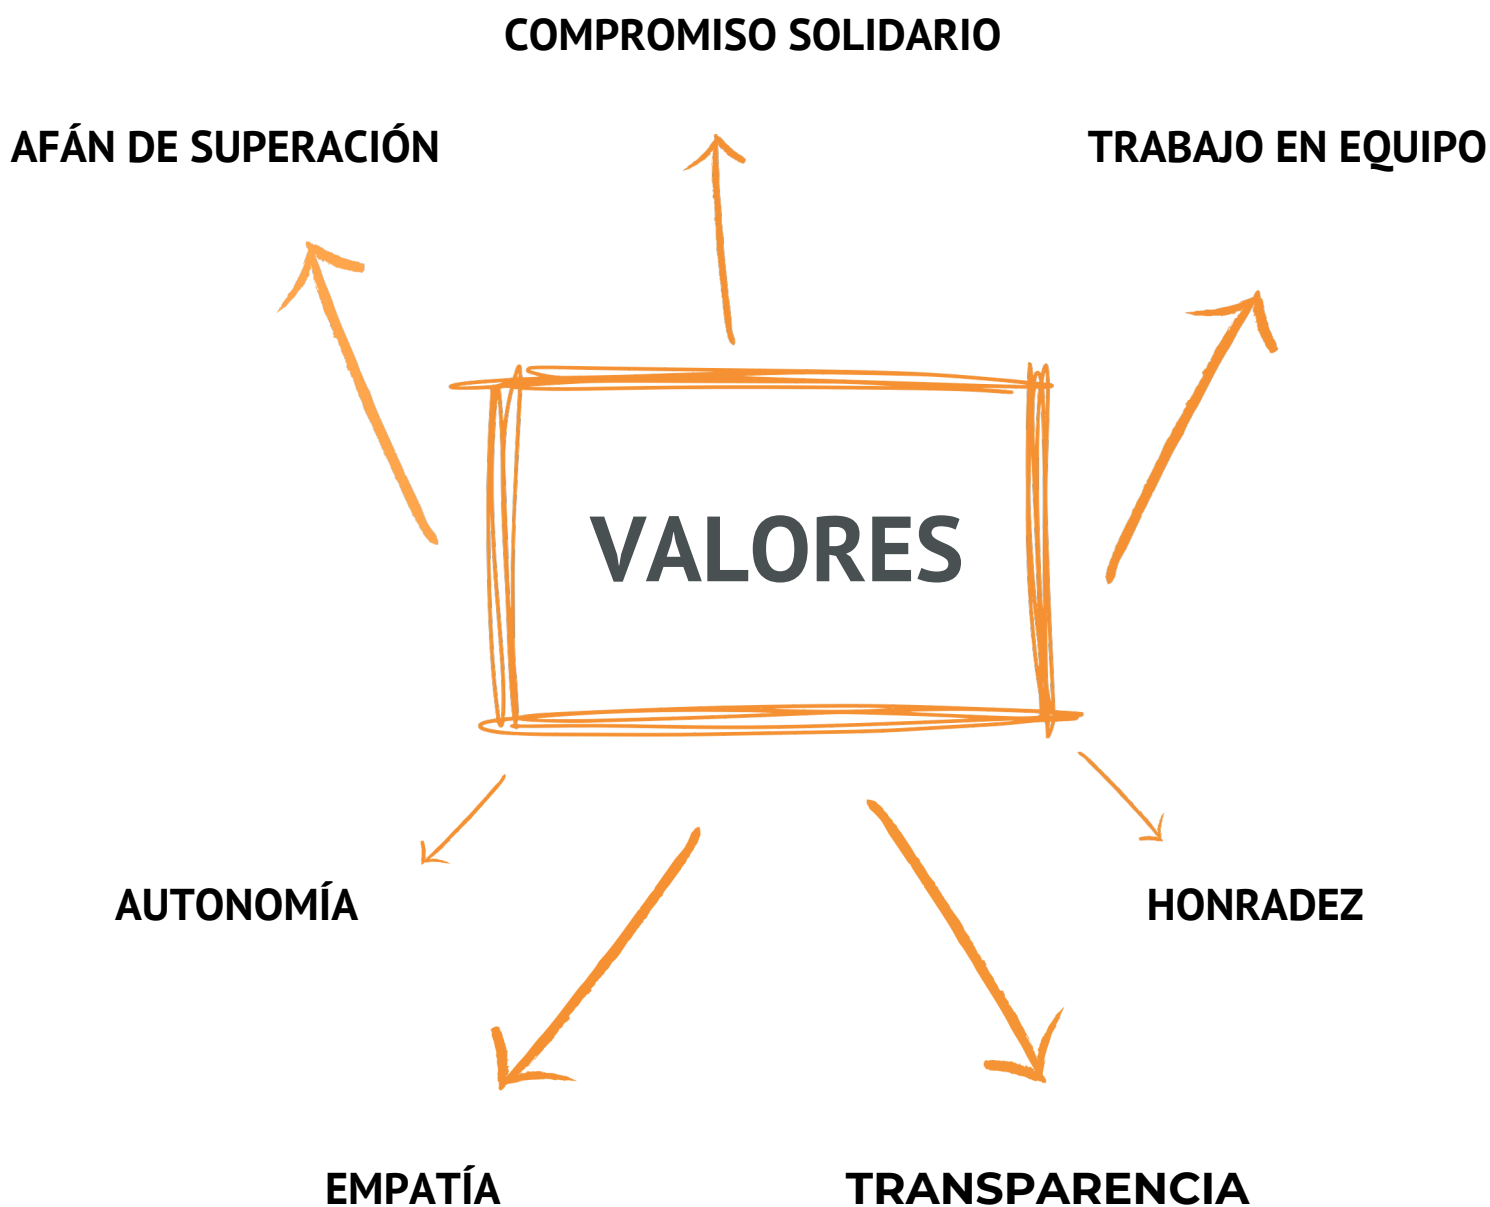 COMPROMISO SOLIDARIO
AFÁN DE SUPERACIÓN
TRABAJO EN EQUIPO
VALORES
AUTONOMÍA
HONRADEZ
EMPATÍA
TRANSPARENCIA